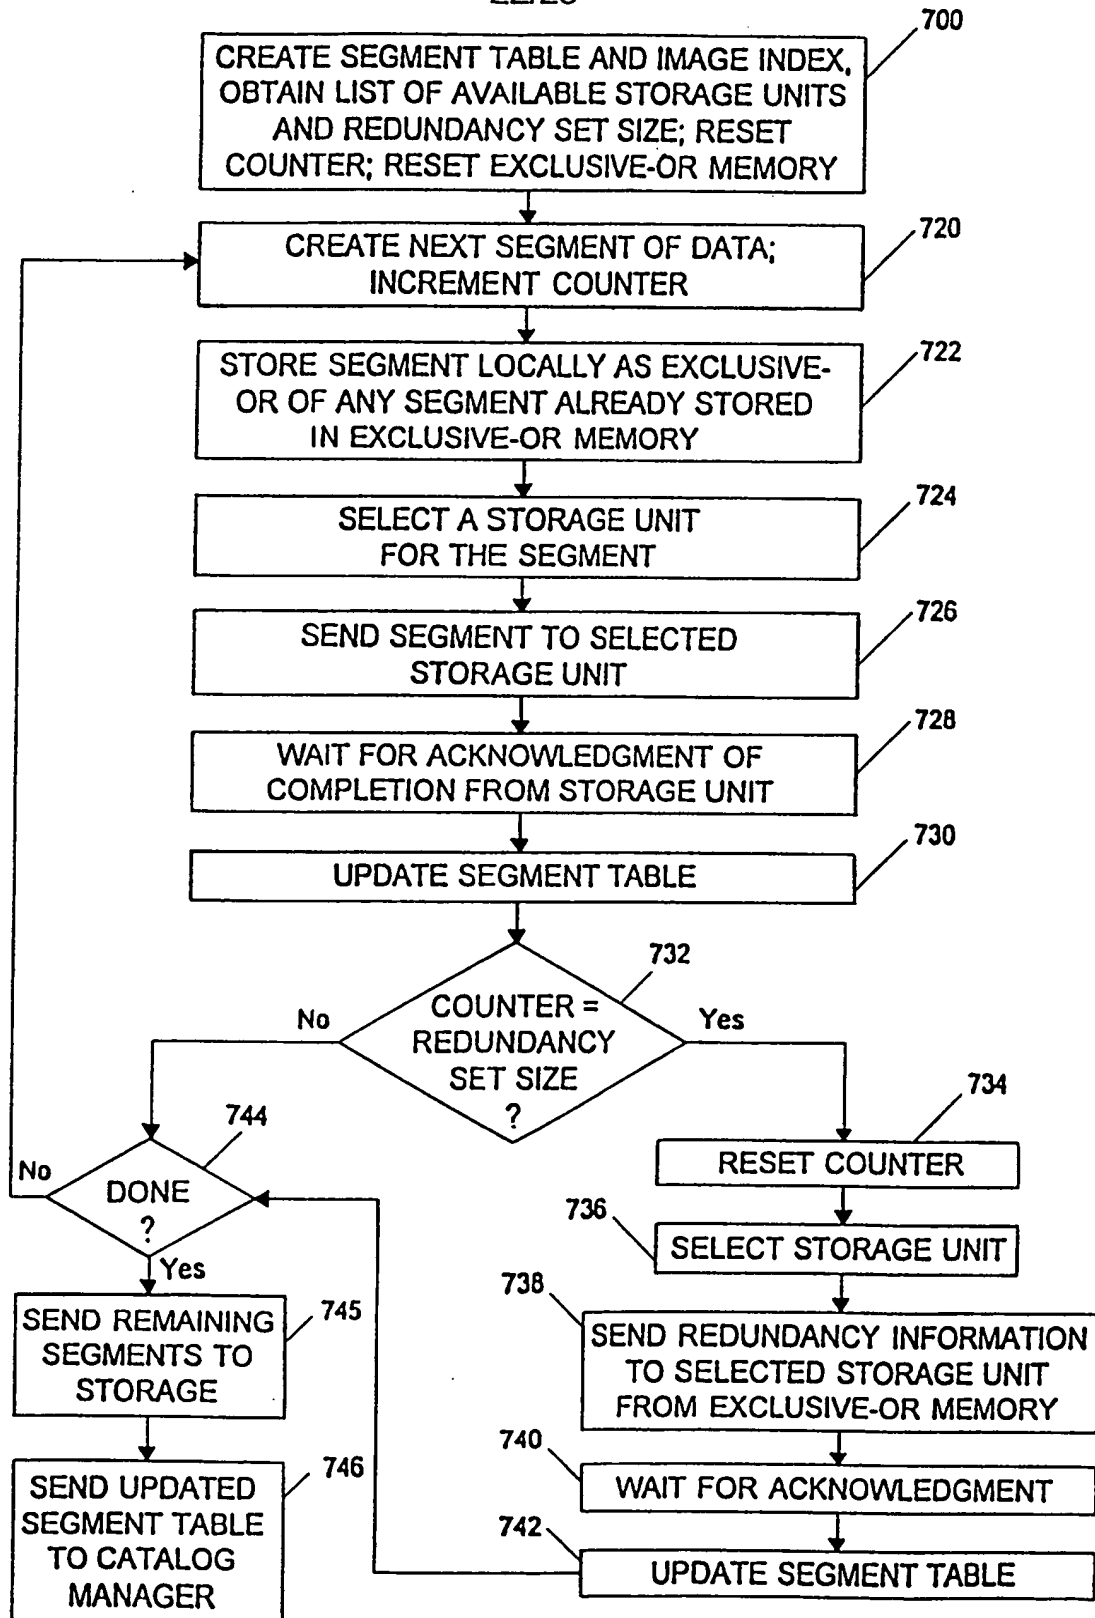 700
CREATE SEGMENT TABLE AND IMAGE INDEX,
OBTAIN LIST OF AVAILABLE STORAGE UNITS
AND REDUNDANCY SET SIZE; RESET
COUNTER; RESET EXCLUSIVE-OR MEMORY
720
CREATE NEXT SEGMENT OF DATA;
INCREMENT COUNTER
722
STORE SEGMENT LOCALLY AS EXCLUSIVE-
OR OF ANY SEGMENT ALREADY STORED
IN EXCLUSIVE-OR MEMORY
724
SELECT A STORAGE UNIT
FOR THE SEGMENT
726
SEND SEGMENT TO SELECTED
STORAGE UNIT
728
WAIT FOR ACKNOWLEDGMENT OF
COMPLETION FROM STORAGE UNIT
730
UPDATE SEGMENT TABLE
732
COUNTER =
REDUNDANCY
SET SIZE
?
No
Yes
744
DONE
?
No
Yes
734
RESET COUNTER
736
SELECT STORAGE UNIT
738
SEND REDUNDANCY INFORMATION
TO SELECTED STORAGE UNIT
FROM EXCLUSIVE-OR MEMORY
740
WAIT FOR ACKNOWLEDGMENT
742
UPDATE SEGMENT TABLE
745
SEND REMAINING
SEGMENTS TO
STORAGE
746
SEND UPDATED
SEGMENT TABLE
TO CATALOG
MANAGER